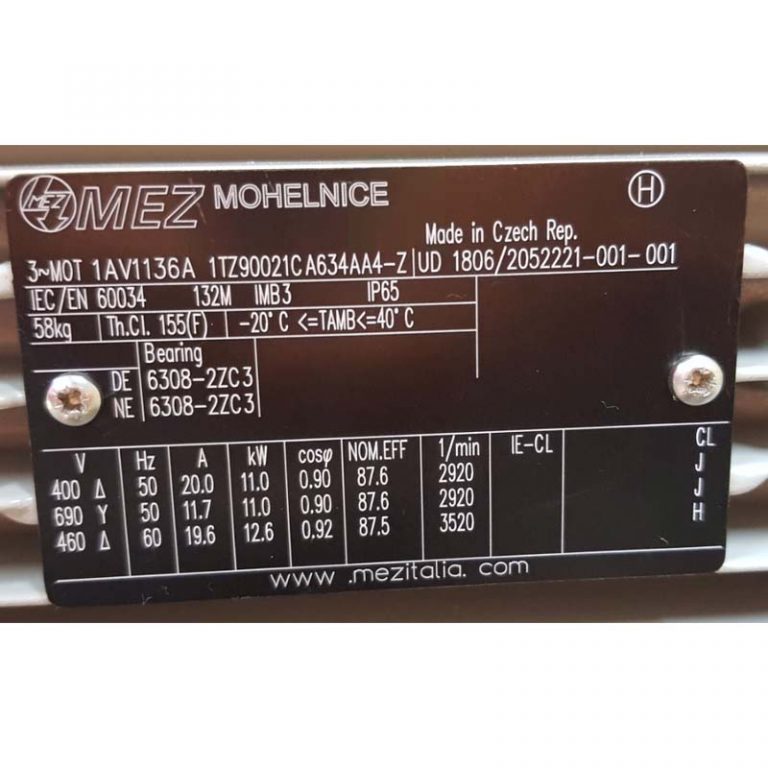 MEZ MEZ MOHELNICE H
Made in Czech Rep.
3~MOT 1AV1136A 1TZ90021CA634AA4-Z UD 1806/2052221-001-001
IEC/EN 60034 132M IMB3 IP65
58kg Th.Cl. 155(F) -20°C <=TAMB<=40°C
Bearing
DE 6308-2ZC3
NE 6308-2ZC3
V Hz A kW cosφ NOM.EFF 1/min IE-CL CL
400 Δ 50 20.0 11.0 0.90 87.6 2920 J
690 Y 50 11.7 11.0 0.90 87.6 2920 J
460 Δ 60 19.6 12.6 0.92 87.5 3520 H
www .mezitalia. com